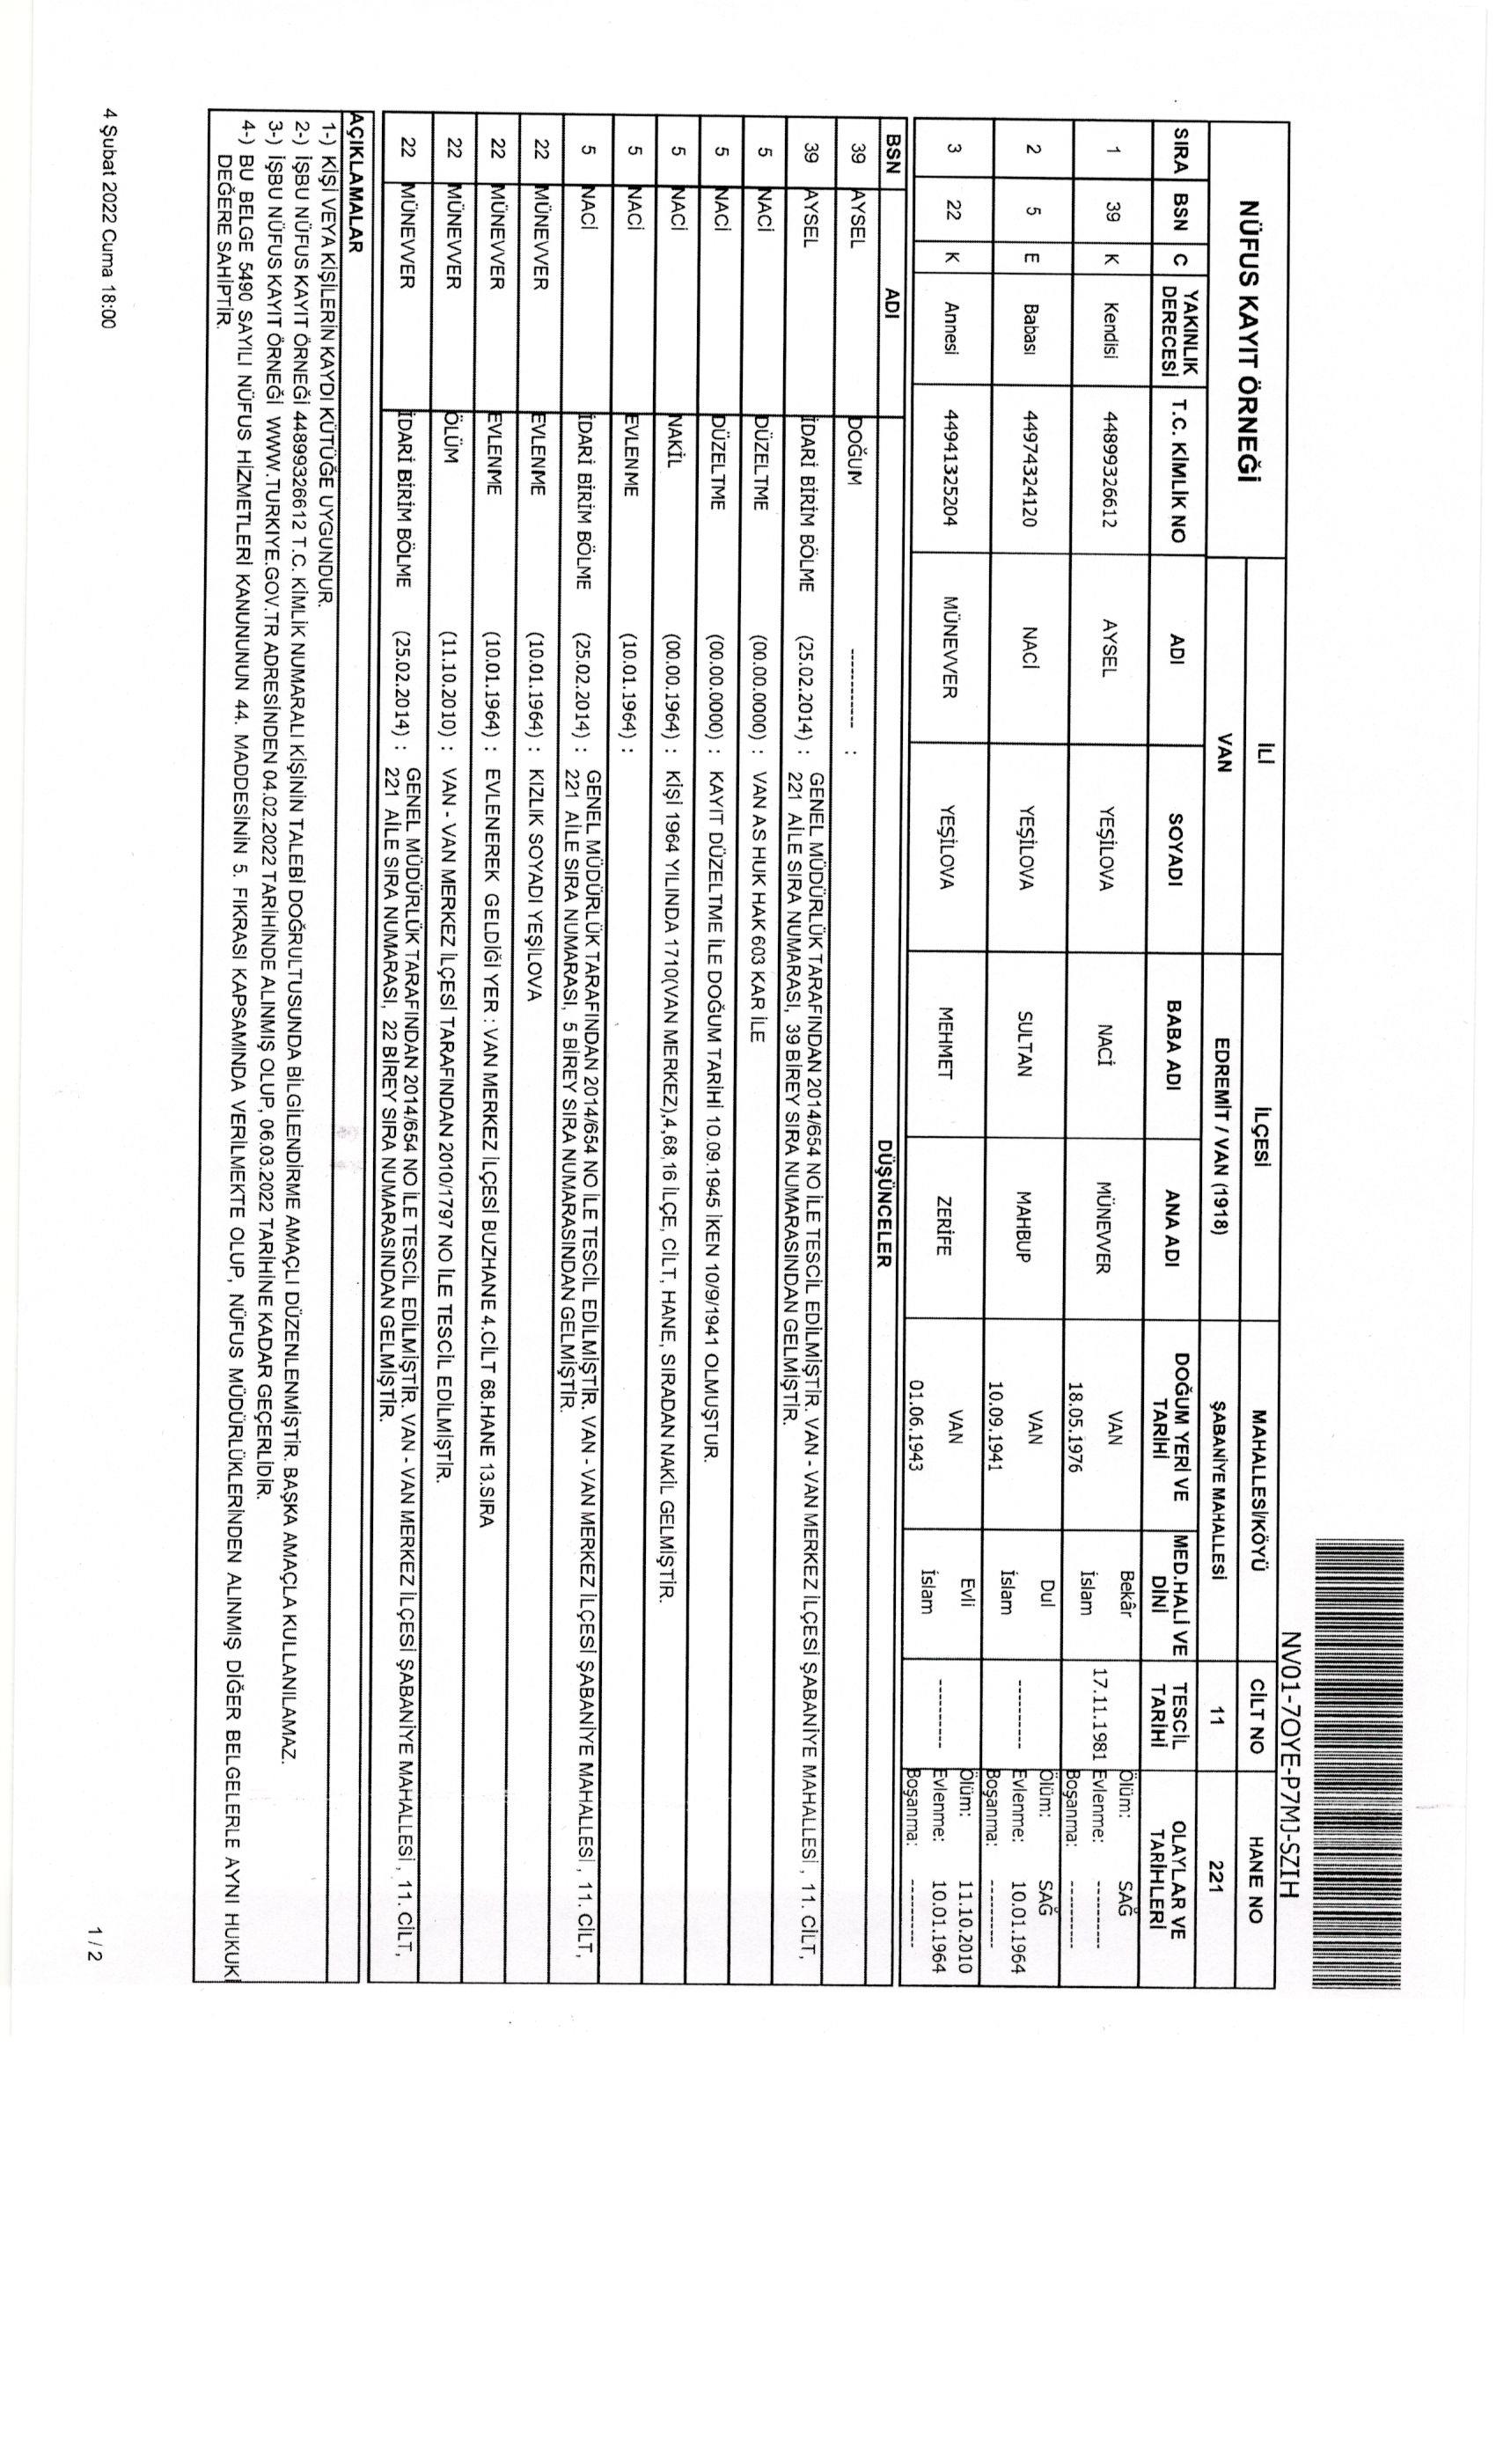 NV01-7OYE-P7MJ-SZIH
NÜFUS KAYIT ÖRNEĞİ İLİ İLÇESİ MAHALLESİ/KÖYÜ CİLT NO HANE NO
VAN EDREMİT / VAN (1918) ŞABANİYE MAHALLESİ 11 221
SIRA BSN C YAKINLIK DERECESİ T.C. KİMLİK NO ADI SOYADI BABA ADI ANA ADI DOĞUM YERİ VE TARİHİ MED.HALİ VE DİNİ TESCİL TARİHİ OLAYLAR VE TARİHLERİ
1 39 K Kendisi 44899326612 AYSEL YEŞİLOVA NACİ MÜNEVVER VAN 18.05.1976 Bekâr İslam 17.11.1981 Ölüm: SAĞ
Evlenme: ----------
Boşanma: ----------
2 5 E Babası 44974324120 NACİ YEŞİLOVA SULTAN MAHBUP VAN 10.09.1941 Dul İslam ---------- Ölüm: SAĞ
Evlenme: 10.01.1964
Boşanma: ----------
3 22 K Annesi 44941325204 MÜNEVVER YEŞİLOVA MEHMET ZERİFE VAN 01.06.1943 Evli İslam ---------- Ölüm: 11.10.2010
Evlenme: 10.01.1964
Boşanma: ----------
BSN ADI DÜŞÜNCELER
39 AYSEL DOĞUM ----------- :
39 AYSEL İDARİ BİRİM BÖLME (25.02.2014) : GENEL MÜDÜRLÜK TARAFINDAN 2014/654 NO İLE TESCİL EDİLMİŞTİR. VAN - VAN MERKEZ İLÇESİ ŞABANİYE MAHALLESİ , 11. CİLT,
221 AİLE SIRA NUMARASI, 39 BİREY SIRA NUMARASINDAN GELMİŞTİR.
5 NACİ DÜZELTME (00.00.0000) : VAN AS HUK HAK 603 KAR İLE
5 NACİ DÜZELTME (00.00.0000) : KAYIT DÜZELTME İLE DOĞUM TARİHİ 10.09.1945 İKEN 10/9/1941 OLMUŞTUR.
5 NACİ NAKİL (00.00.1964) : KİŞİ 1964 YILINDA 1710(VAN MERKEZ),4,68,16 İLÇE, CİLT, HANE, SIRADAN NAKİL GELMİŞTİR.
5 NACİ EVLENME (10.01.1964) :
5 NACİ İDARİ BİRİM BÖLME (25.02.2014) : GENEL MÜDÜRLÜK TARAFINDAN 2014/654 NO İLE TESCİL EDİLMİŞTİR. VAN - VAN MERKEZ İLÇESİ ŞABANİYE MAHALLESİ , 11. CİLT,
221 AİLE SIRA NUMARASI, 5 BİREY SIRA NUMARASINDAN GELMİŞTİR.
22 MÜNEVVER EVLENME (10.01.1964) : KIZLIK SOYADI YEŞİLOVA
22 MÜNEVVER EVLENME (10.01.1964) : EVLENEREK GELDİĞİ YER : VAN MERKEZ İLÇESİ BUZHANE 4.CİLT 68.HANE 13.SIRA
22 MÜNEVVER ÖLÜM (11.10.2010) : VAN - VAN MERKEZ İLÇESİ TARAFINDAN 2010/1797 NO İLE TESCİL EDİLMİŞTİR.
22 MÜNEVVER İDARİ BİRİM BÖLME (25.02.2014) : GENEL MÜDÜRLÜK TARAFINDAN 2014/654 NO İLE TESCİL EDİLMİŞTİR. VAN - VAN MERKEZ İLÇESİ ŞABANİYE MAHALLESİ , 11. CİLT,
221 AİLE SIRA NUMARASI, 22 BİREY SIRA NUMARASINDAN GELMİŞTİR.
AÇIKLAMALAR
1-) KİŞİ VEYA KİŞİLERİN KAYDI KÜTÜĞE UYGUNDUR.
2-) İŞBU NÜFUS KAYIT ÖRNEĞİ 44899326612 T.C. KİMLİK NUMARALI KİŞİNİN TALEBİ DOĞRULTUSUNDA BİLGİLENDİRME AMAÇLI DÜZENLENMİŞTİR. BAŞKA AMAÇLA KULLANILAMAZ.
3-) İŞBU NÜFUS KAYIT ÖRNEĞİ WWW.TURKIYE.GOV.TR ADRESİNDEN 04.02.2022 TARİHİNDE ALINMIŞ OLUP, 06.03.2022 TARİHİNE KADAR GEÇERLİDİR.
4-) BU BELGE 5490 SAYILI NÜFUS HİZMETLERİ KANUNUNUN 44. MADDESİNİN 5. FIKRASI KAPSAMINDA VERİLMEKTE OLUP, NÜFUS MÜDÜRLÜKLERİNDEN ALINMIŞ DİĞER BELGELERLE AYNI HUKUKİ
DEĞERE SAHİPTİR.
4 Şubat 2022 Cuma 18:00 1 / 2